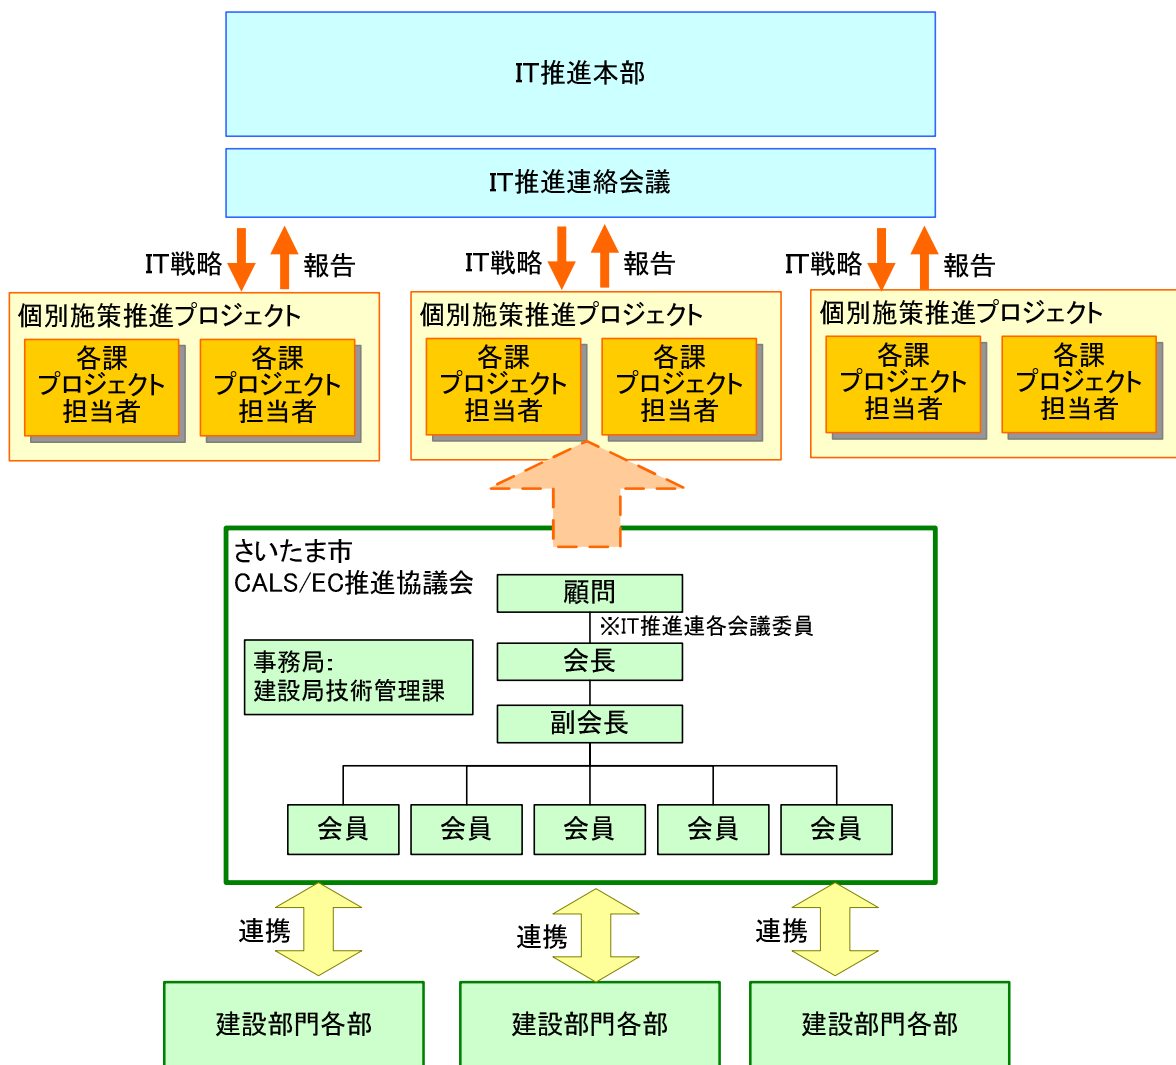 IT推進本部
IT推進連絡会議
IT戦略
報告
IT戦略
報告
IT戦略
報告
個別施策推進プロジェクト
各課
プロジェクト
担当者
各課
プロジェクト
担当者
個別施策推進プロジェクト
各課
プロジェクト
担当者
各課
プロジェクト
担当者
個別施策推進プロジェクト
各課
プロジェクト
担当者
各課
プロジェクト
担当者
さいたま市
CALS/EC推進協議会
顧問
※IT推進連各会議委員
事務局:
建設局技術管理課
会長
副会長
会員
会員
会員
会員
会員
連携
連携
連携
建設部門各部
建設部門各部
建設部門各部